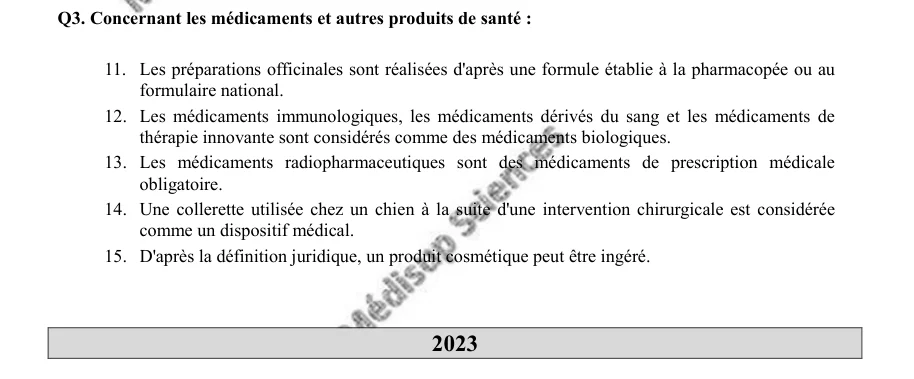 Q3. Concernant les médicaments et autres produits de santé :
11. Les préparations officinales sont réalisées d'après une formule établie à la pharmacopée ou au
formulaire national.
12. Les médicaments immunologiques, les médicaments dérivés du sang et les médicaments de
thérapie innovante sont considérés comme des médicaments biologiques.
13. Les médicaments radiopharmaceutiques sont des médicaments de prescription médicale
obligatoire.
14. Une collerette utilisée chez un chien à la suite d'une intervention chirurgicale est considérée
comme un dispositif médical.
15. D'après la définition juridique, un produit cosmétique peut être ingéré.
Médisup Sciences
2023